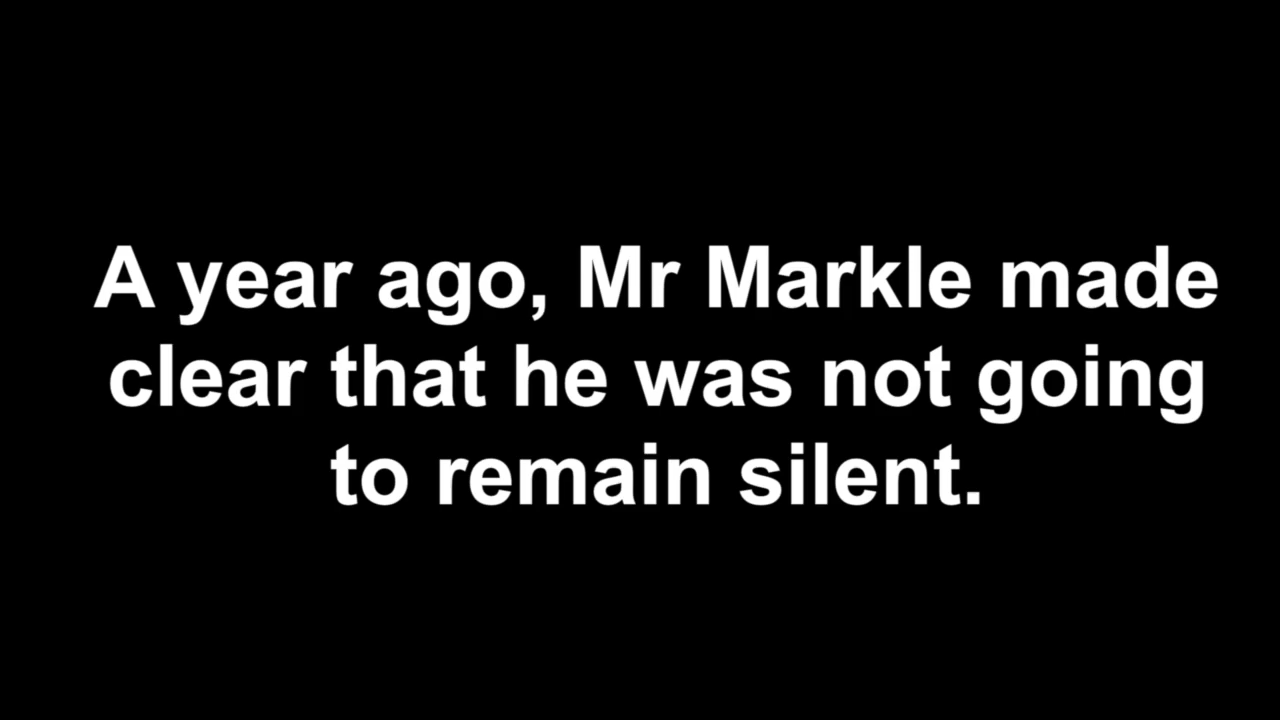 A year ago, Mr Markle made
clear that he was not going
to remain silent.